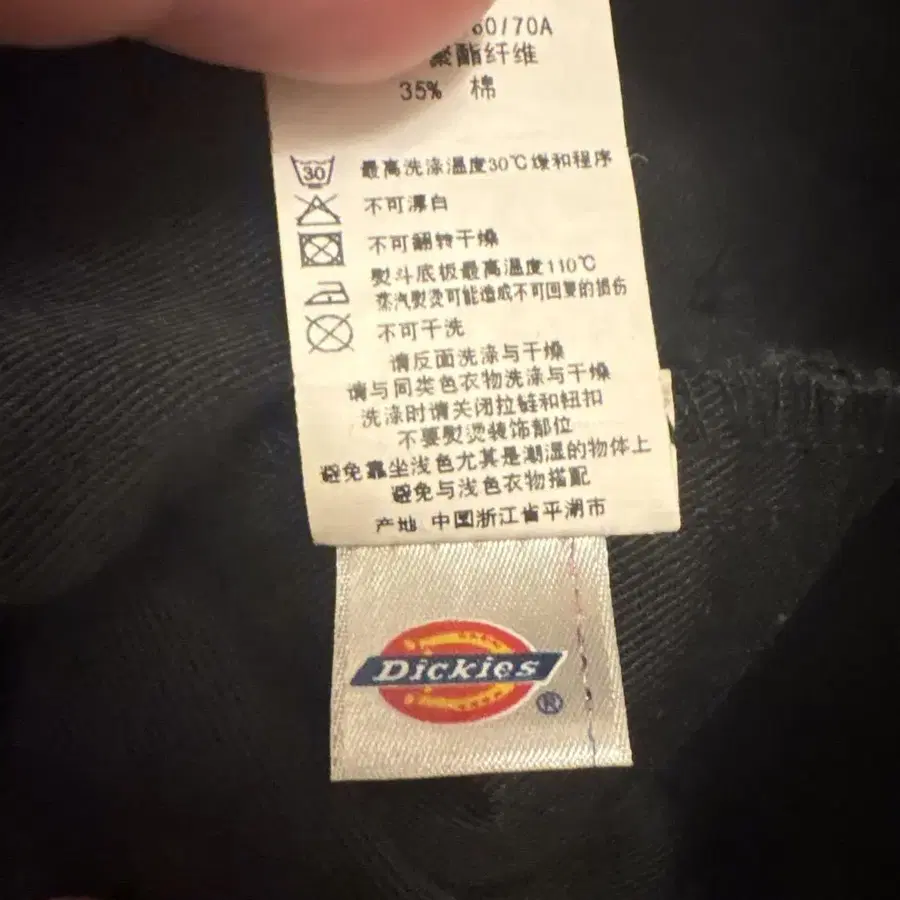 60/70A
聚酯纤维
35% 棉
30
最高洗涤温度30℃缓和程序
不可漂白
不可翻转干燥
熨斗底板最高温度110℃
蒸汽熨烫可能造成不可回复的损伤
不可干洗
请反面洗涤与干燥
请与同类色衣物洗涤与干燥
洗涤时请关闭拉链和钮扣
不要熨烫装饰部位
避免靠坐浅色尤其是潮湿的物体上
避免与浅色衣物搭配
产地 中国浙江省平湖市
Dickies
®